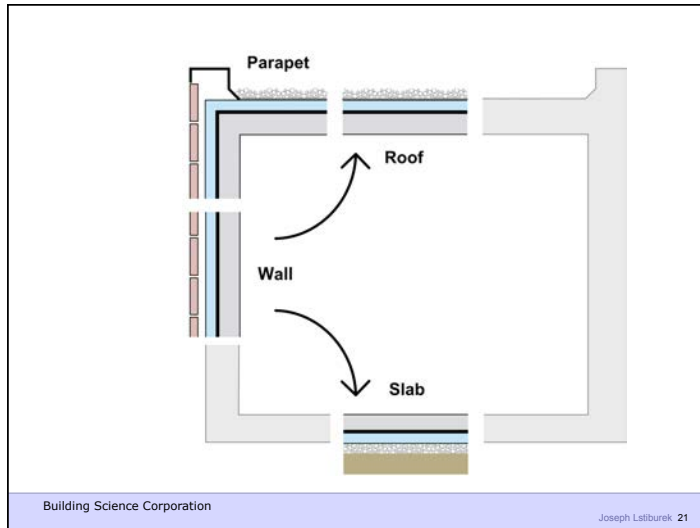 Parapet
Roof
Wall
Slab
Building Science Corporation
Joseph Lstiburek 21